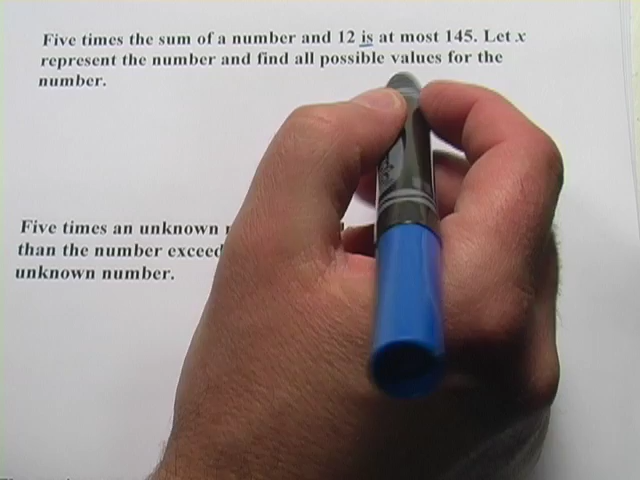 Five times the sum of a number and 12 is at most 145. Let x
represent the number and find all possible values for the
number.
Five times an unknown
than the number
unknown number.